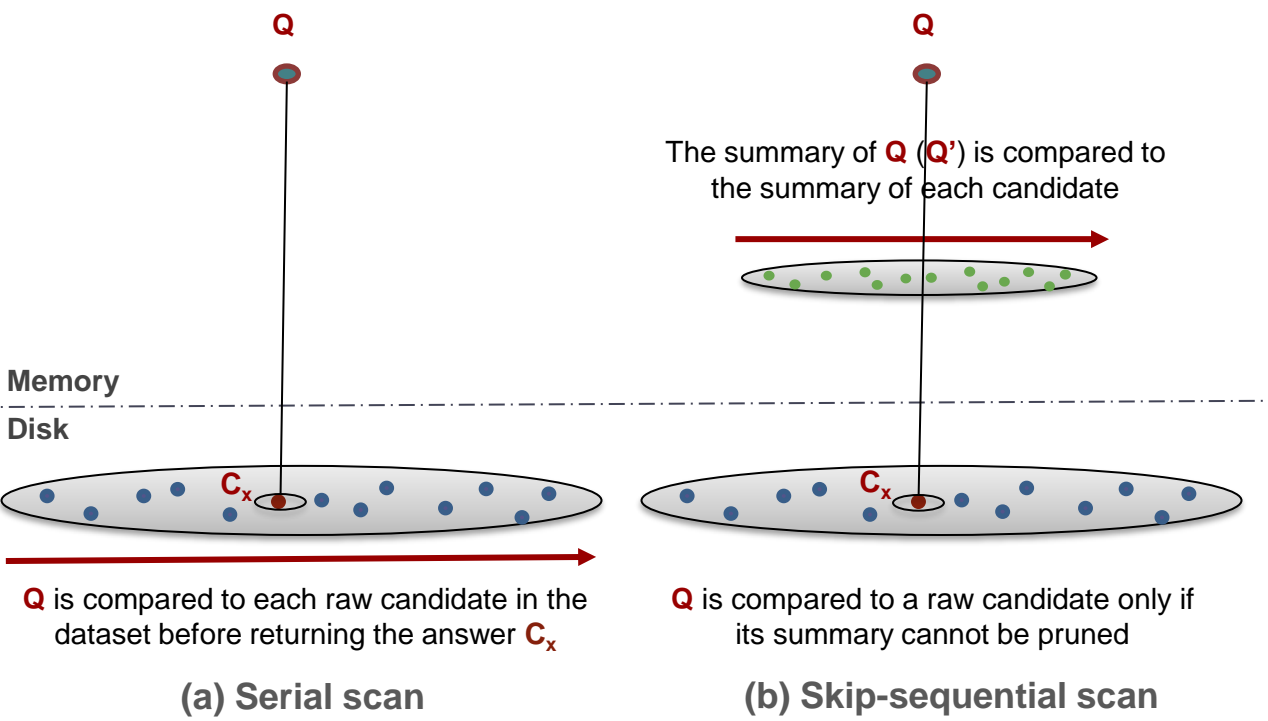 Q
Q
The summary of Q (Q’) is compared to
the summary of each candidate
Memory
Disk
Cx
Cx
Q is compared to each raw candidate in the
dataset before returning the answer Cx
Q is compared to a raw candidate only if
its summary cannot be pruned
(a) Serial scan
(b) Skip-sequential scan